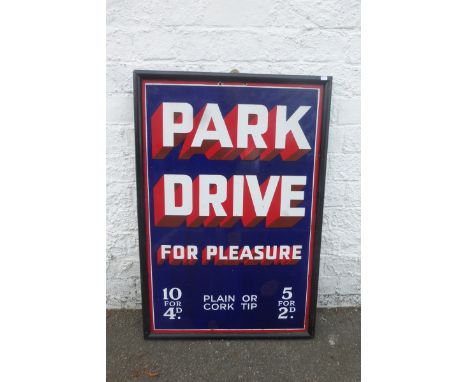 PARK
DRIVE
FOR PLEASURE
10
FOR
4D.
PLAIN OR
CORK TIP
5
FOR
2D.